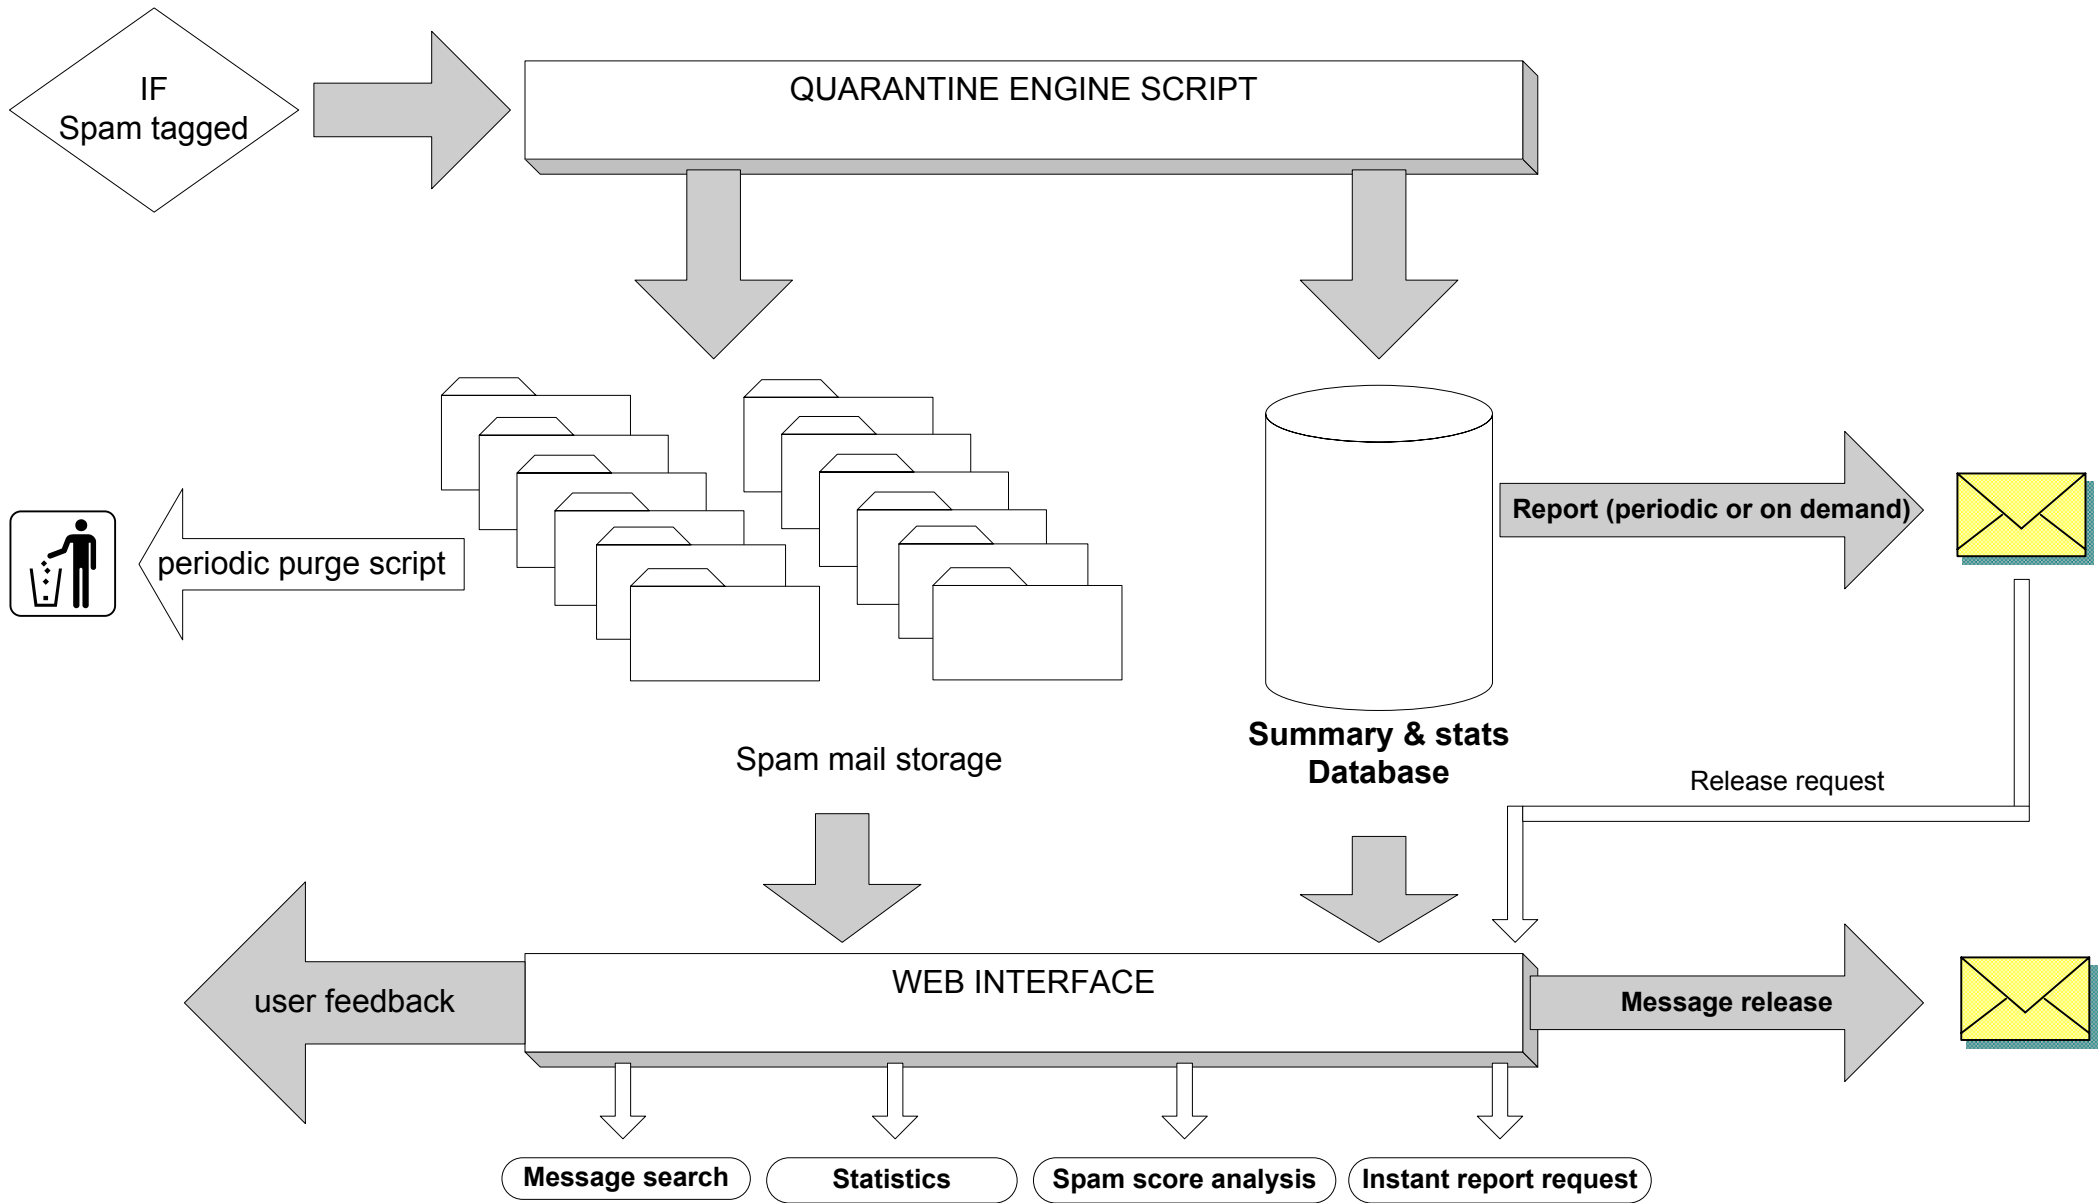 IF
Spam tagged
QUARANTINE ENGINE SCRIPT
Report (periodic or on demand)
periodic purge script
Summary & stats
Database
Spam mail storage
Release request
WEB INTERFACE
user feedback
Message release
Message search
Statistics
Spam score analysis
Instant report request